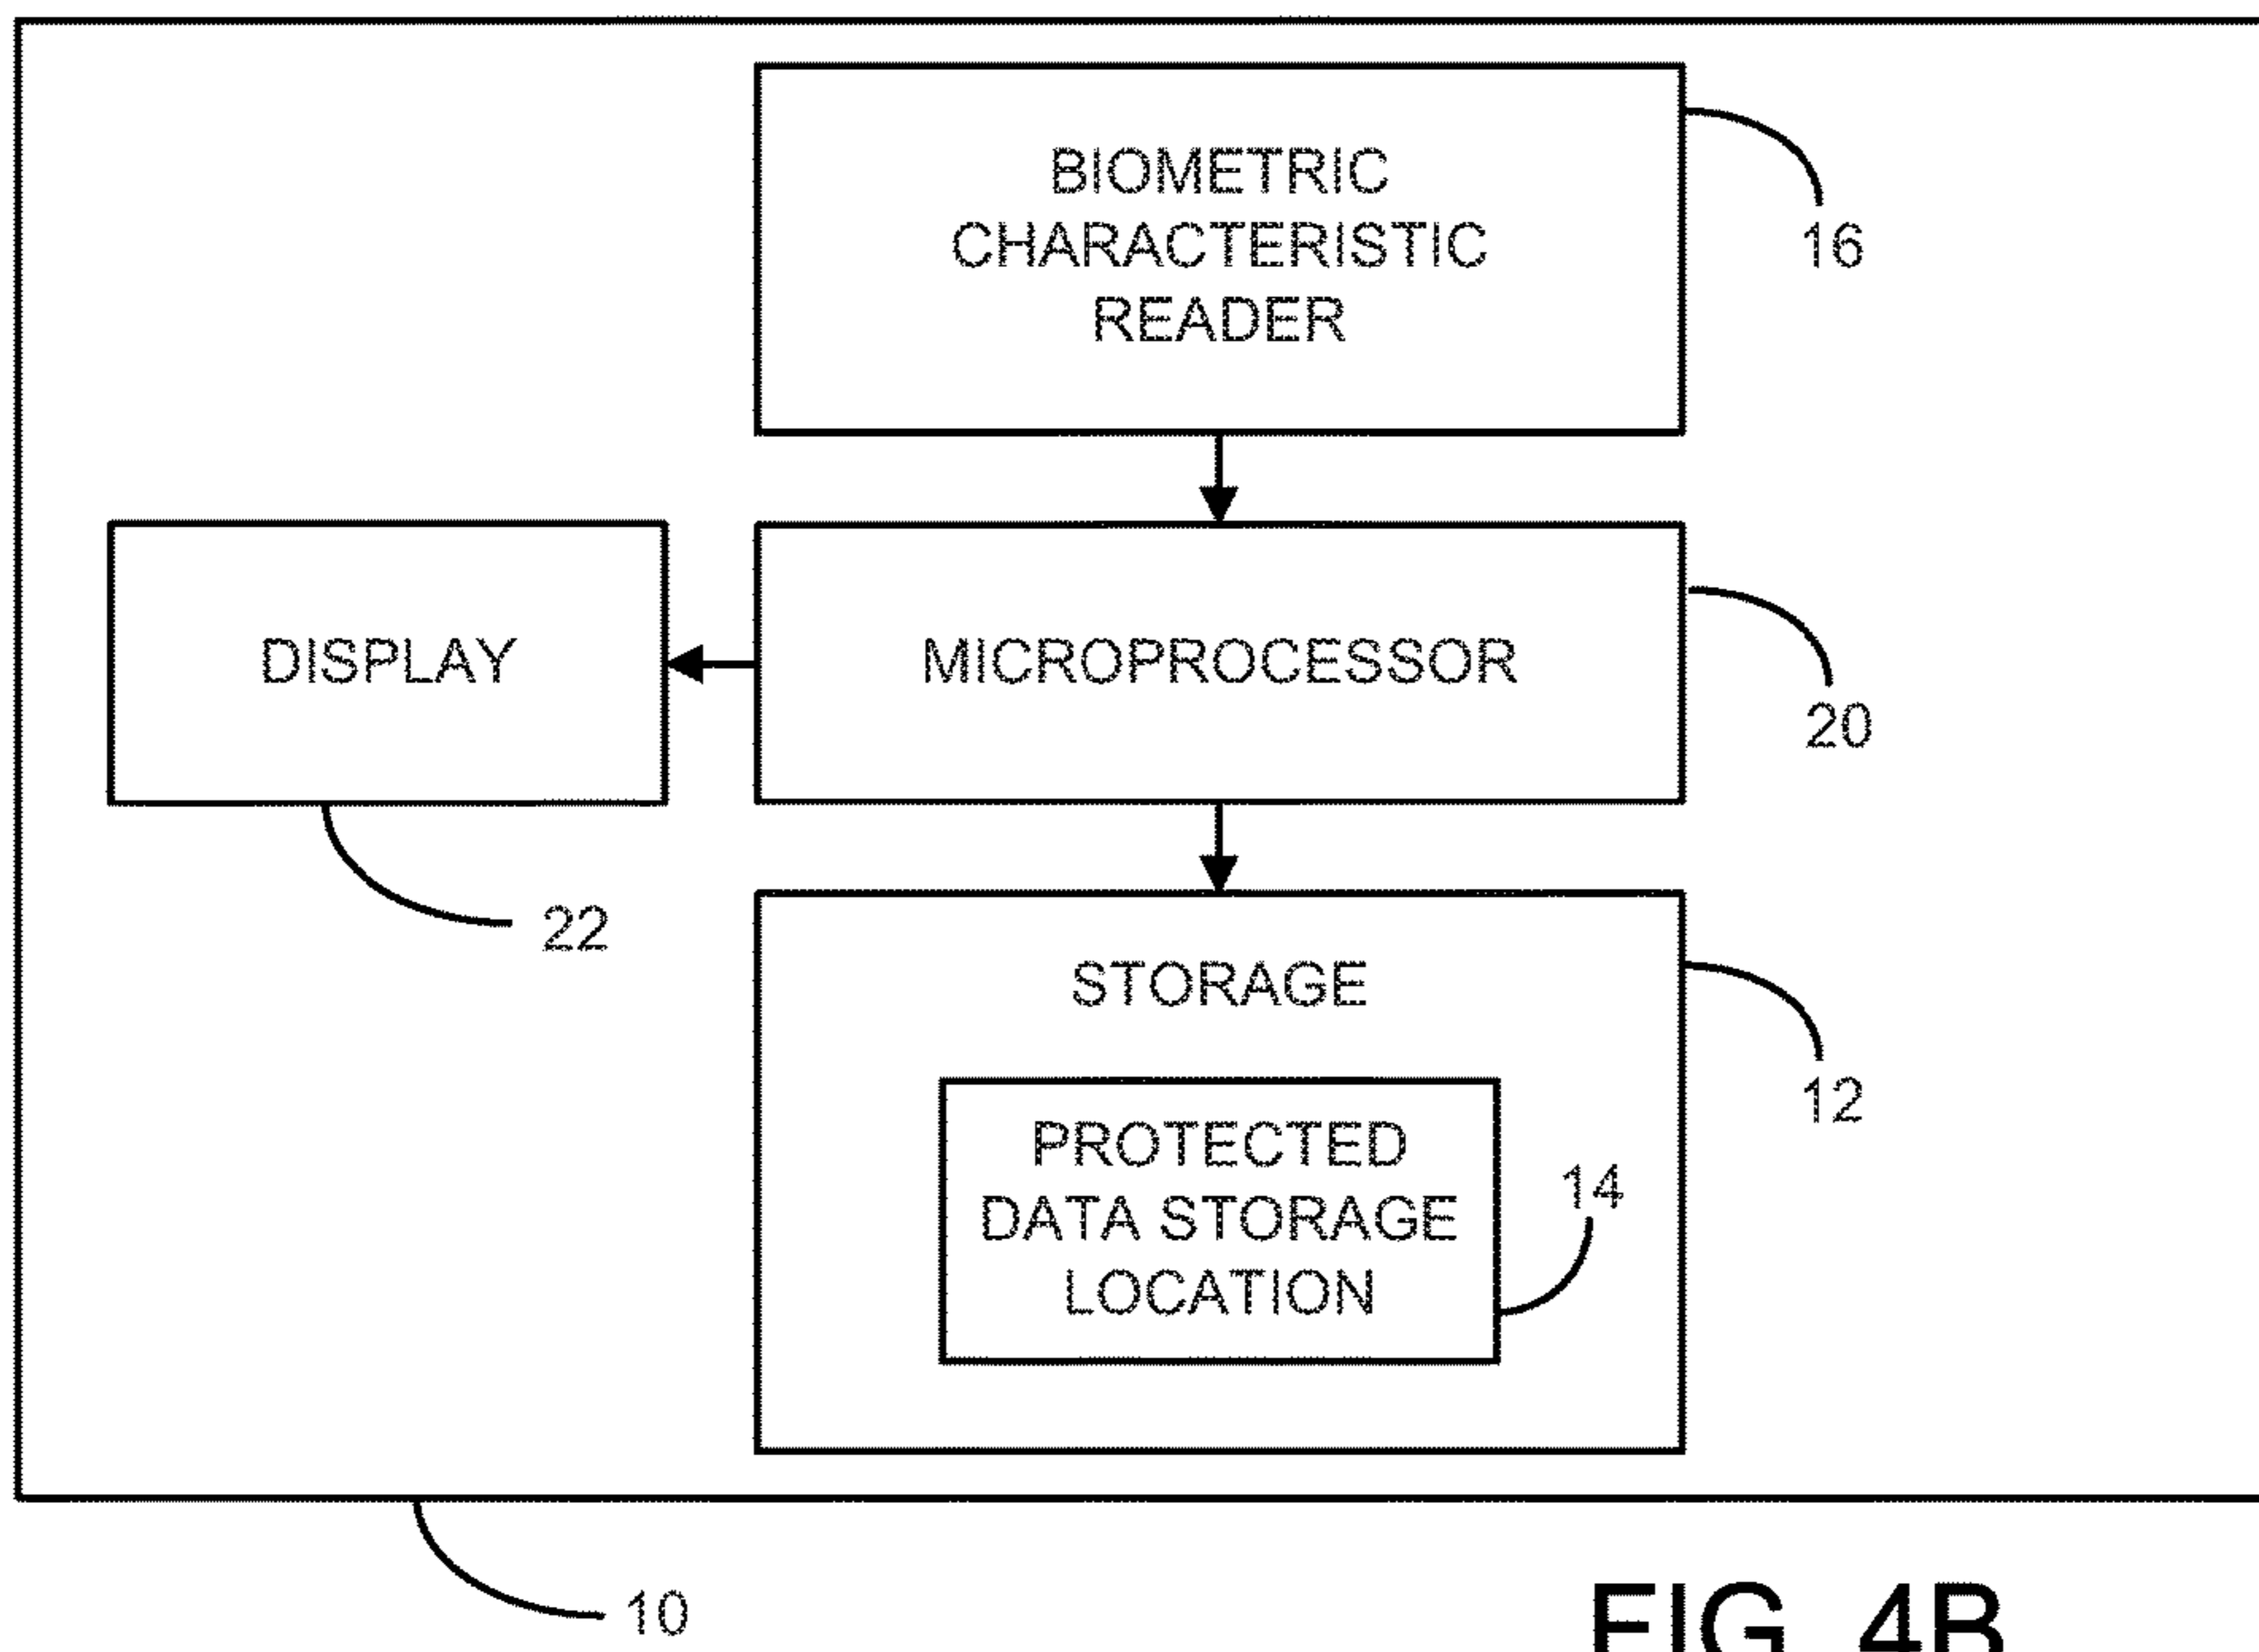 BIOMETRIC
CHARACTERISTIC
READER
16
DISPLAY
MICROPROCESSOR
20
22
STORAGE
12
PROTECTED
DATA STORAGE
LOCATION
14
10
FIG 4B